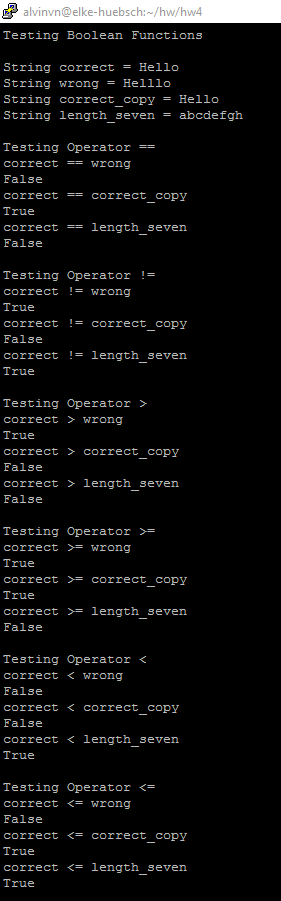 alvinvn@elke-huebsch:~/hw/hw4
Testing Boolean Functions
String correct = Hello
String wrong = Helllo
String correct_copy = Hello
String length_seven = abcdefgh
Testing Operator ==
correct == wrong
False
correct == correct_copy
True
correct == length_seven
False
Testing Operator !=
correct != wrong
True
correct != correct_copy
False
correct != length_seven
True
Testing Operator >
correct > wrong
True
correct > correct_copy
False
correct > length_seven
False
Testing Operator >=
correct >= wrong
True
correct >= correct_copy
True
correct >= length_seven
False
Testing Operator <
correct < wrong
False
correct < correct_copy
False
correct < length_seven
True
Testing Operator <=
correct <= wrong
False
correct <= correct_copy
True
correct <= length_seven
True